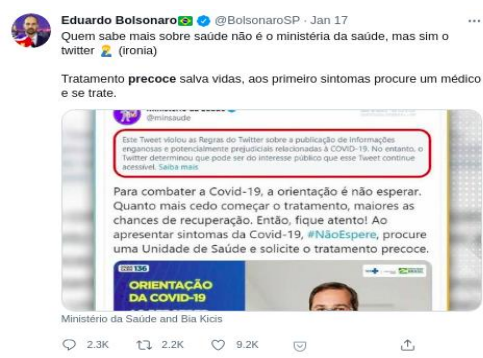 Eduardo Bolsonaro @BolsonaroSP · Jan 17
Quem sabe mais sobre saúde não é o ministéria da saúde, mas sim o
twitter (ironia)
Tratamento precoce salva vidas, aos primeiro sintomas procure um médico
e se trate.
@minsaude
Este Tweet violou as Regras do Twitter sobre a publicação de informações
enganosas e potencialmente prejudiciais relacionadas à COVID-19. No entanto, o
Twitter determinou que pode ser do interesse público que esse Tweet continue
acessível. Saiba mais
Para combater a Covid-19, a orientação é não esperar.
Quanto mais cedo começar o tratamento, maiores as
chances de recuperação. Então, fique atento! Ao
apresentar sintomas da Covid-19, #NãoEspere, procure
uma Unidade de Saúde e solicite o tratamento precoce.
136
ORIENTAÇÃO
DA COVID-19
Ministério da Saúde and Bia Kicis
2.3K 2.2K 9.2K